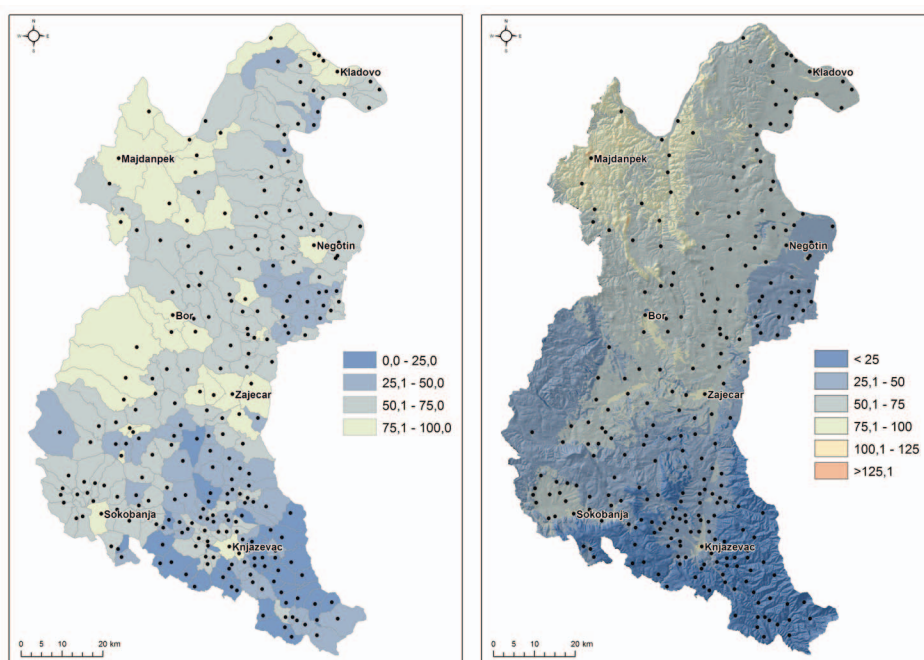 N
W
E
S
Kladovo
Majdanpek
Negotin
Bor
0,0 - 25,0
25,1 - 50,0
50,1 - 75,0
75,1 - 100,0
Zajecar
Sokobanja
Knjazevac
0 5 10 20 km
N
W
E
S
Kladovo
Majdanpek
Negotin
Bor
< 25
25,1 - 50
50,1 - 75
75,1 - 100
100,1 - 125
>125,1
Zajecar
Sokobanja
Knjazevac
0 5 10 20 km